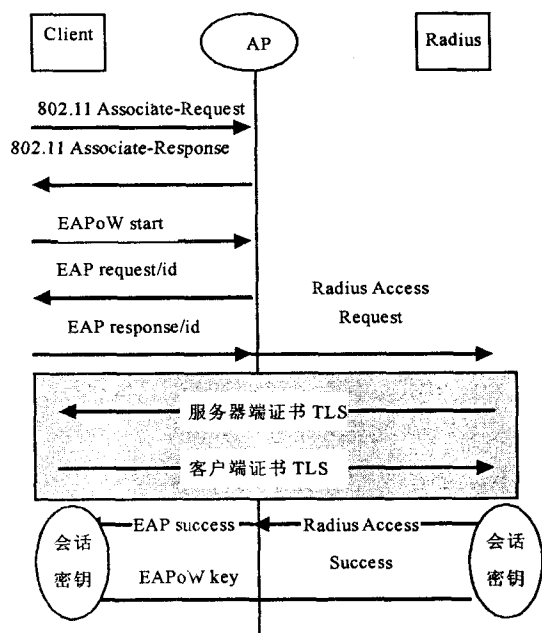 Client
AP
Radius
802.11 Associate-Request
802.11 Associate-Response
EAPoW start
EAP request/id
Radius Access
Request
EAP response/id
服务器端证书 TLS
客户端证书 TLS
会话
密钥
EAP success
Radius Access
Success
EAPoW key
会话
密钥